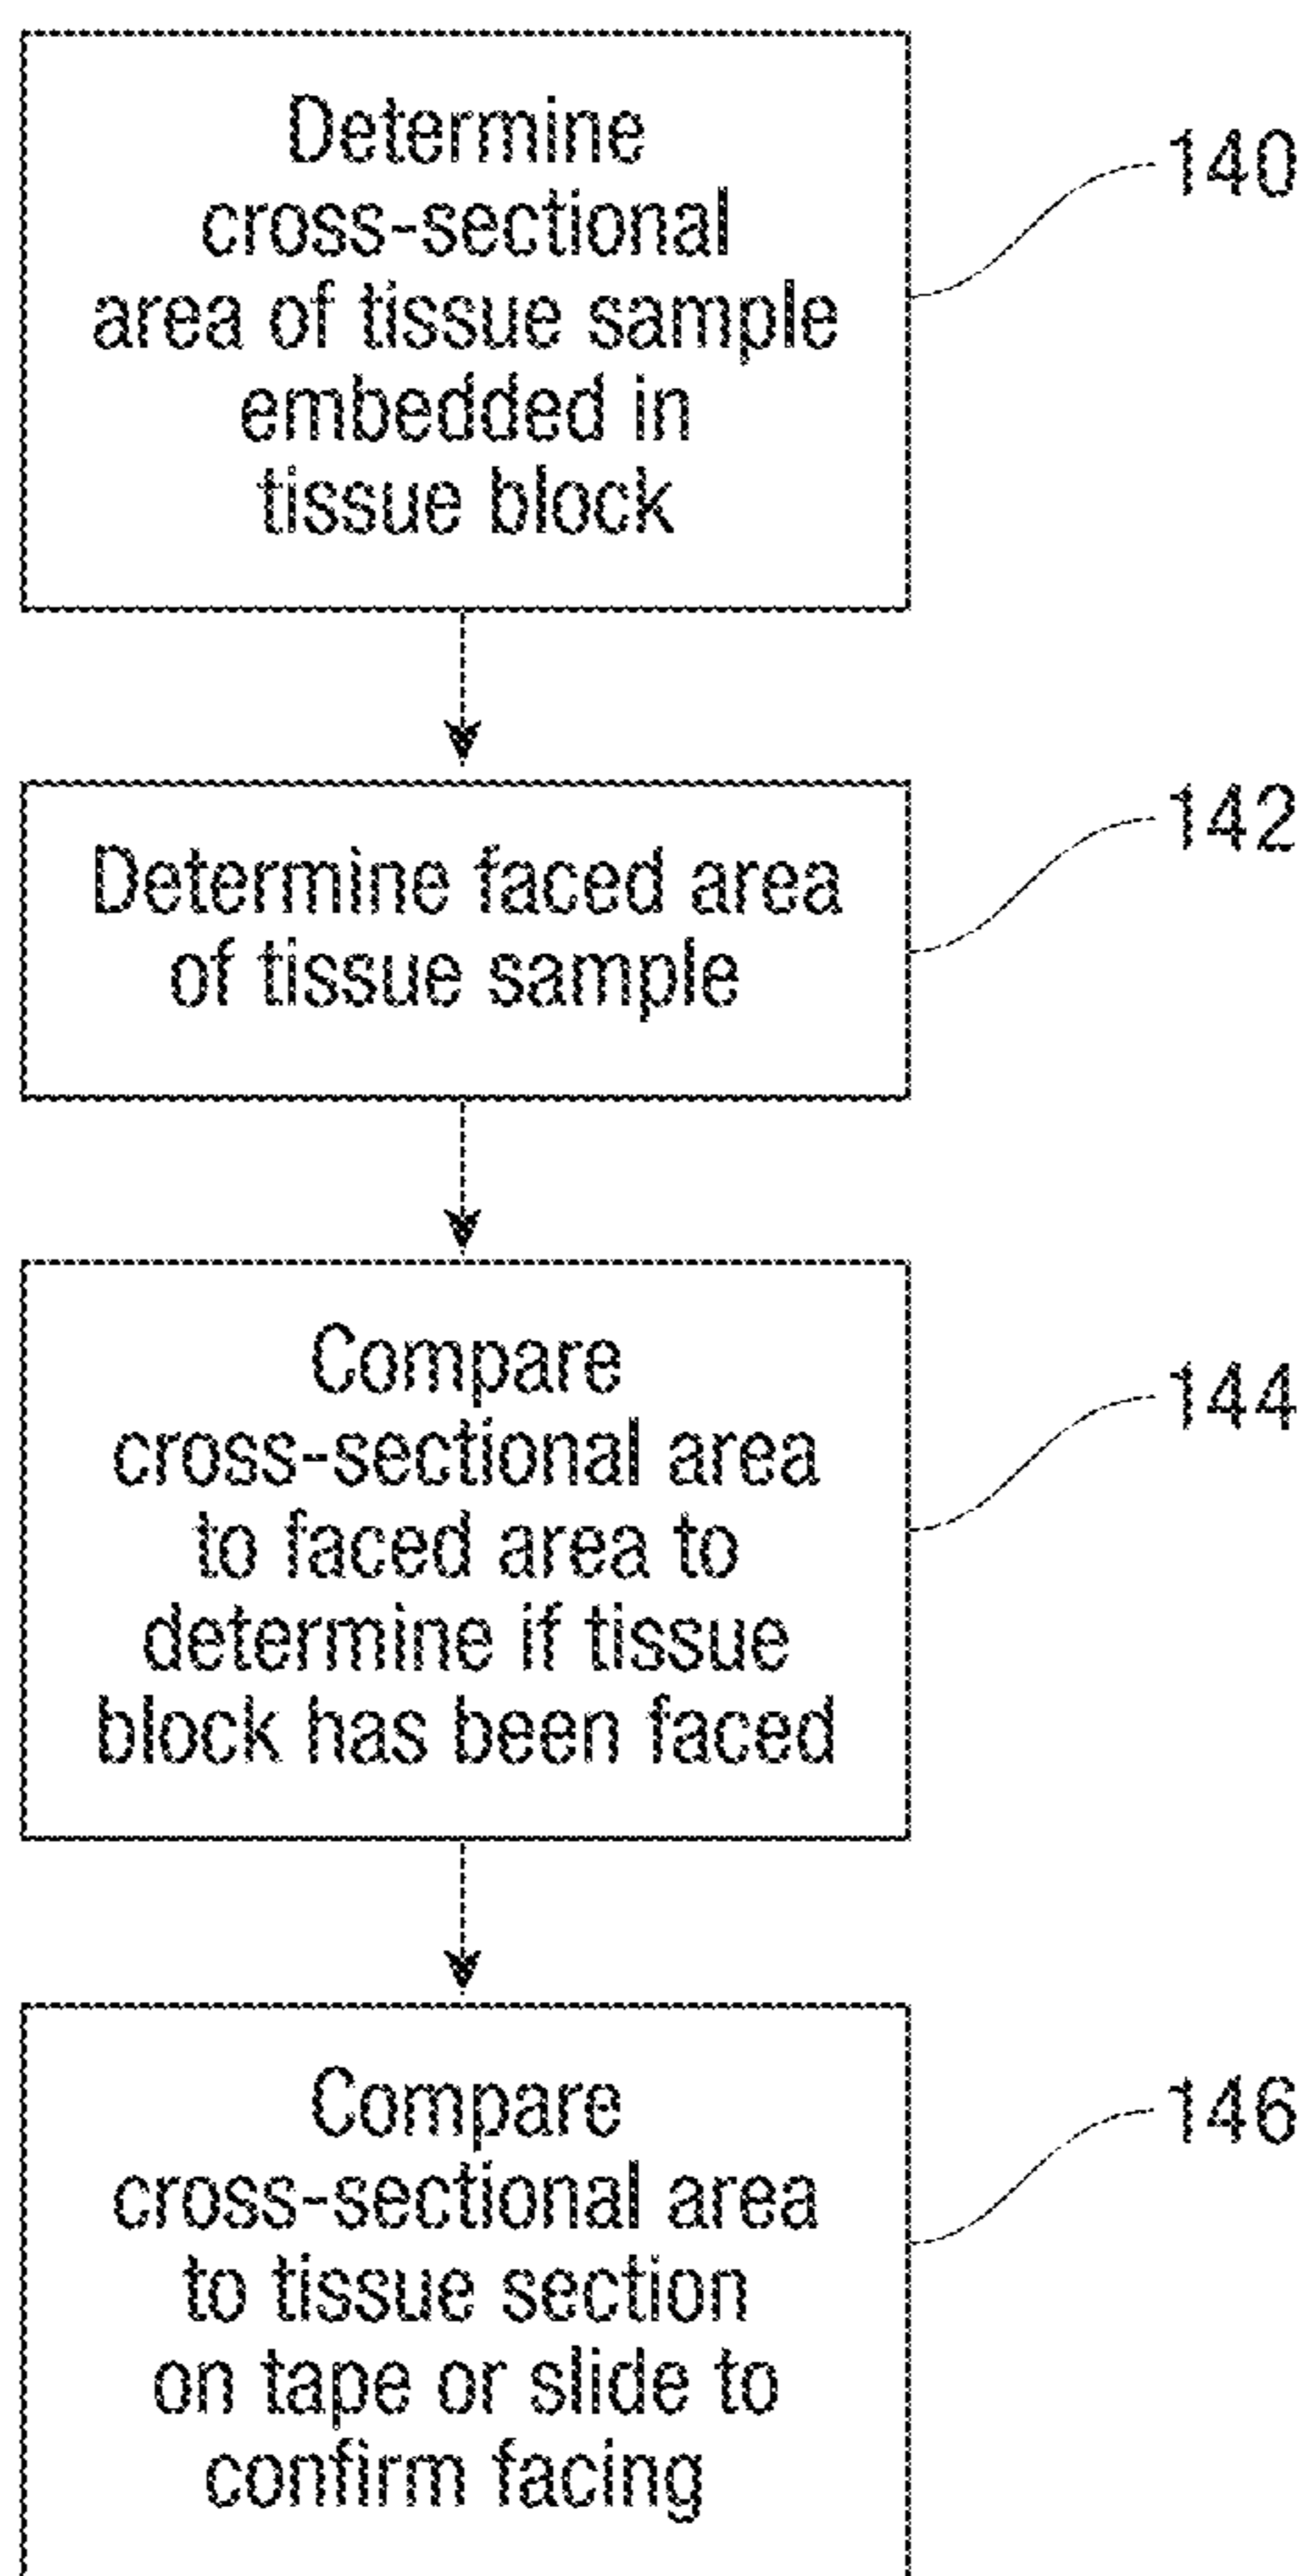 Determine
cross-sectional
area of tissue sample
embedded in
tissue block
140
Determine faced area
of tissue sample
142
Compare
cross-sectional area
to faced area to
determine if tissue
block has been faced
144
Compare
cross-sectional area
to tissue section
on tape or slide to
confirm facing
146